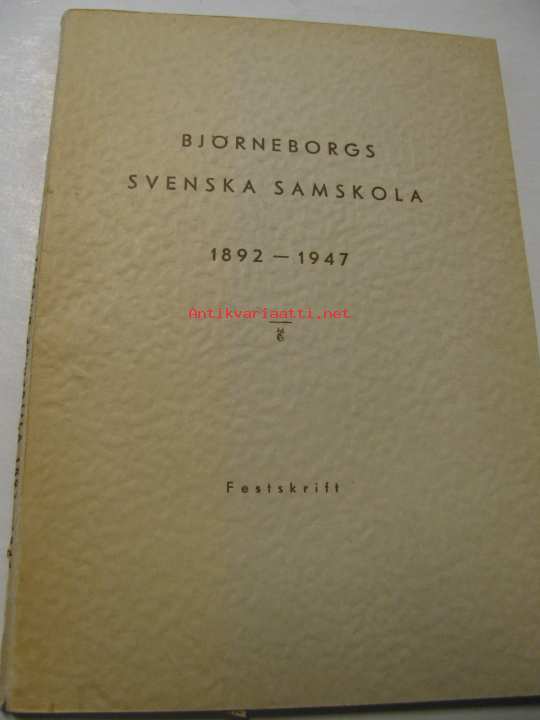 BJÖRNEBORGS
SVENSKA SAMSKOLA
1892 — 1947
Antikvariaatti.net
Festskrift